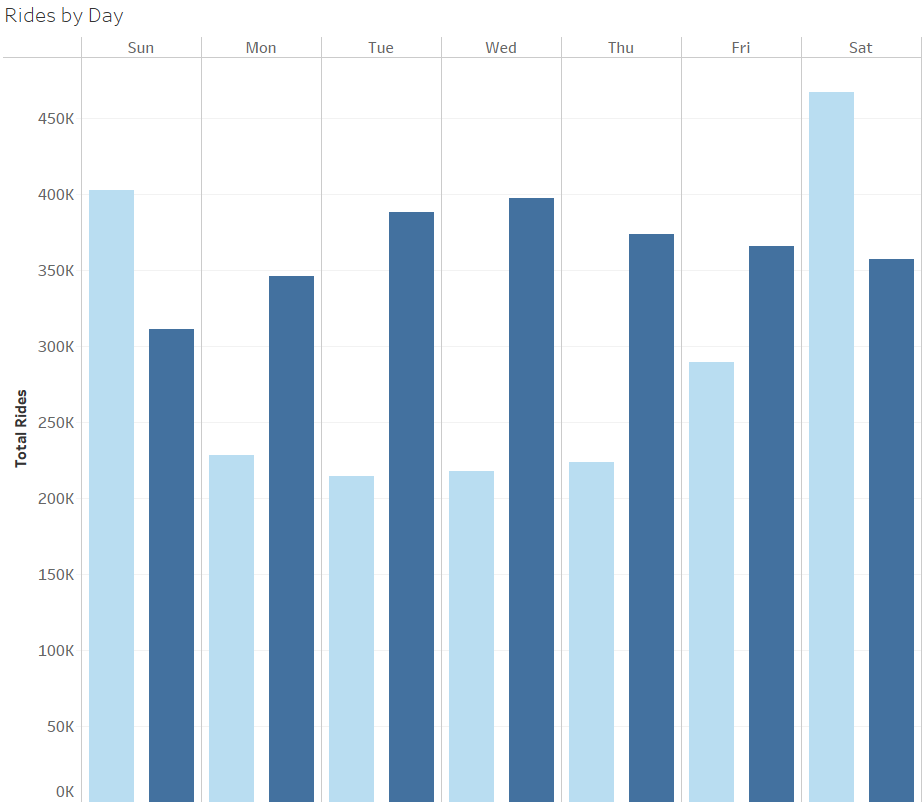 Rides by Day
Sun Mon Tue Wed Thu Fri Sat
450K
400K
350K
300K
250K
200K
150K
100K
50K
0K
Total Rides